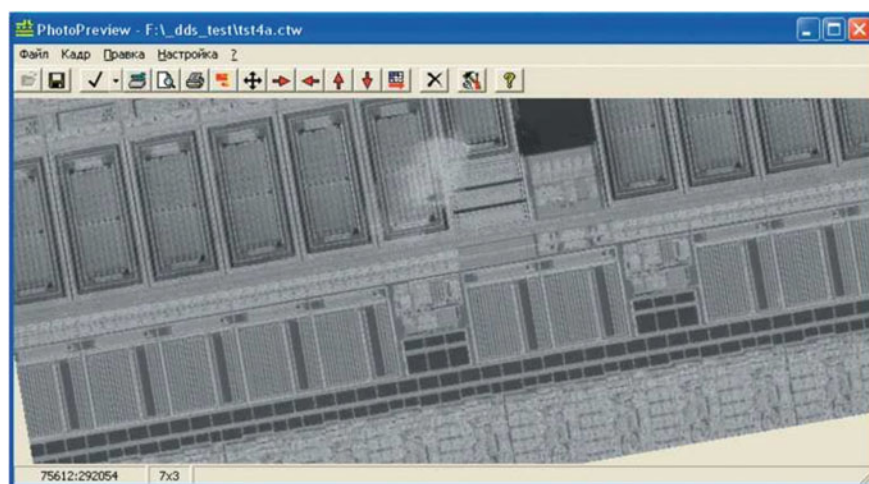 PhotoPreview - F:\_dds_test\tst4a.ctw
Файл Кадр Правка Настройка ?
75612:292054 7x3